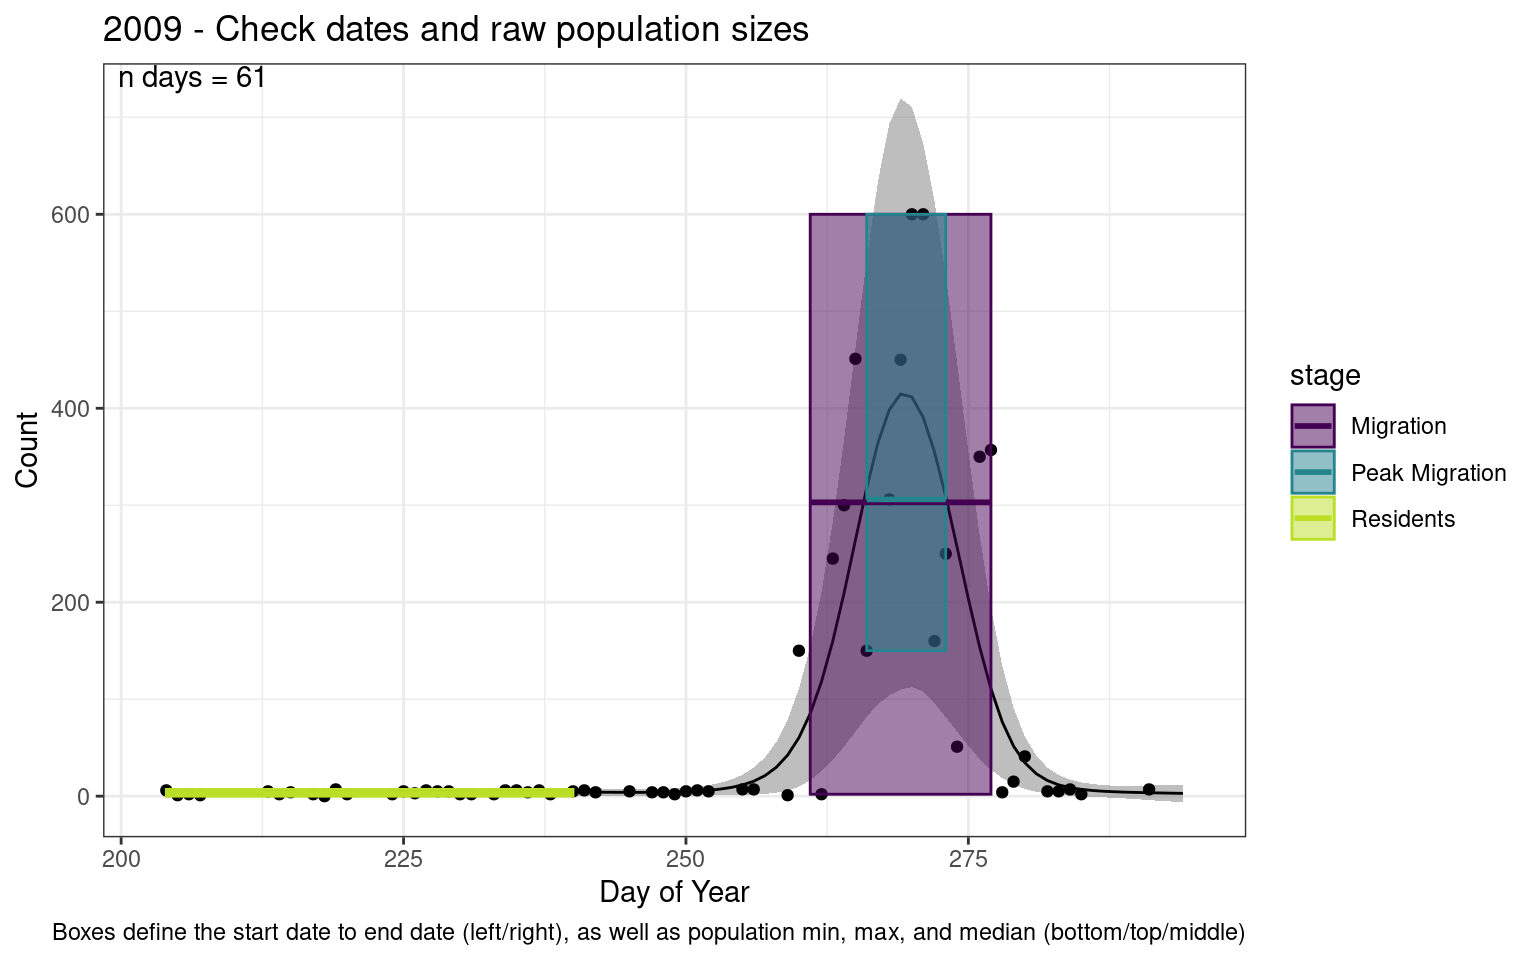 2009 - Check dates and raw population sizes
n days = 61
Count
600
400
200
0
200
225
250
275
Day of Year
stage
Migration
Peak Migration
Residents
Boxes define the start date to end date (left/right), as well as population min, max, and median (bottom/top/middle)